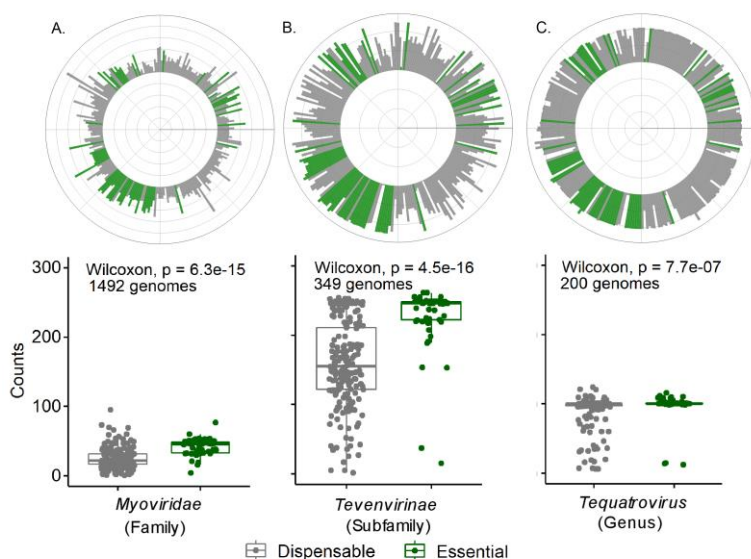 A.
B.
C.
Wilcoxon, p = 6.3e-15
1492 genomes
Wilcoxon, p = 4.5e-16
349 genomes
Wilcoxon, p = 7.7e-07
200 genomes
Counts
300
200
100
0
Myoviridae
(Family)
Tevenvirinae
(Subfamily)
Tequatrovirus
(Genus)
Dispensable
Essential